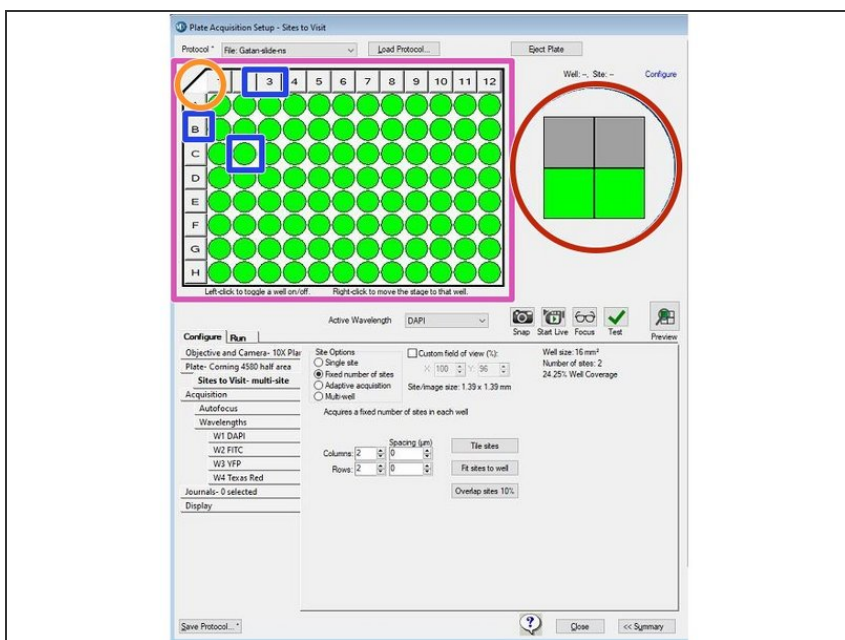 Plate Acquisition Setup - Sites to Visit
Protocol * File: Gatan-slide-ns Load Protocol... Eject Plate
Well: -, Site: - Configure
3 4 5 6 7 8 9 10 11 12
B
C
D
E
F
G
H
Left-click to toggle a well on/off. Right-click to move the stage to that well.
Active Wavelength DAPI
Snap Start Live Focus Test Preview
Configure Run
Objective and Camera- 10X Plan
Plate- Corning 4580 half area
Sites to Visit- multi-site
Acquisition
Autofocus
Wavelengths
W1 DAPI
W2 FITC
W3 YFP
W4 Texas Red
Journals- 0 selected
Display
Site Options
Single site
Fixed number of sites
Adaptive acquisition
Multi-well
Custom field of view (%):
X: 100 Y: 96
Site/image size: 1.39 x 1.39 mm
Well size: 16 mm²
Number of sites: 2
24.25% Well Coverage
Acquires a fixed number of sites in each well
Spacing (µm)
Columns: 2 0
Rows: 2 0
Tile sites
Fit sites to well
Overlap sites 10%
Save Protocol... * ? Close << Summary